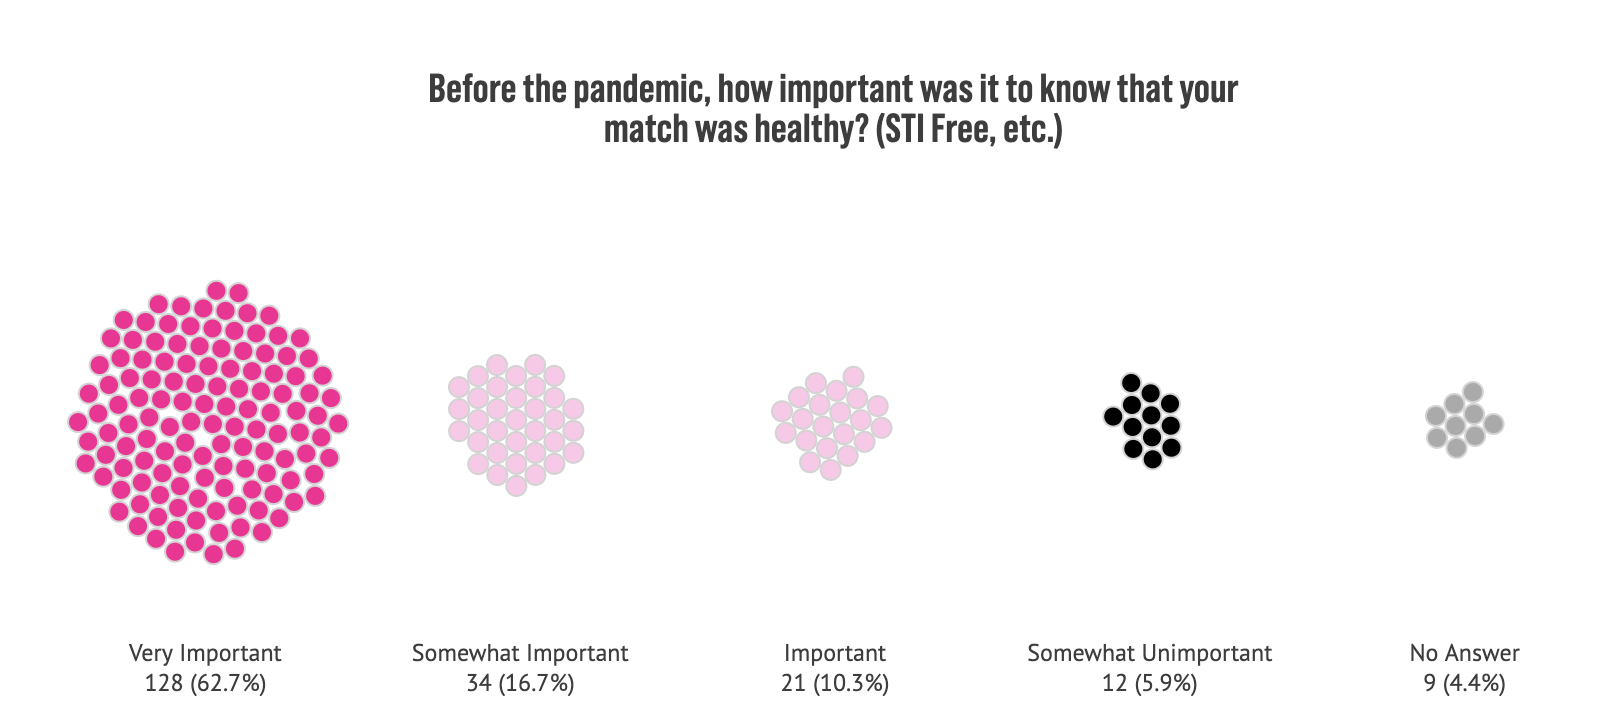 Before the pandemic, how important was it to know that your
match was healthy? (STI Free, etc.)
Very Important
128 (62.7%)
Somewhat Important
34 (16.7%)
Important
21 (10.3%)
Somewhat Unimportant
12 (5.9%)
No Answer
9 (4.4%)